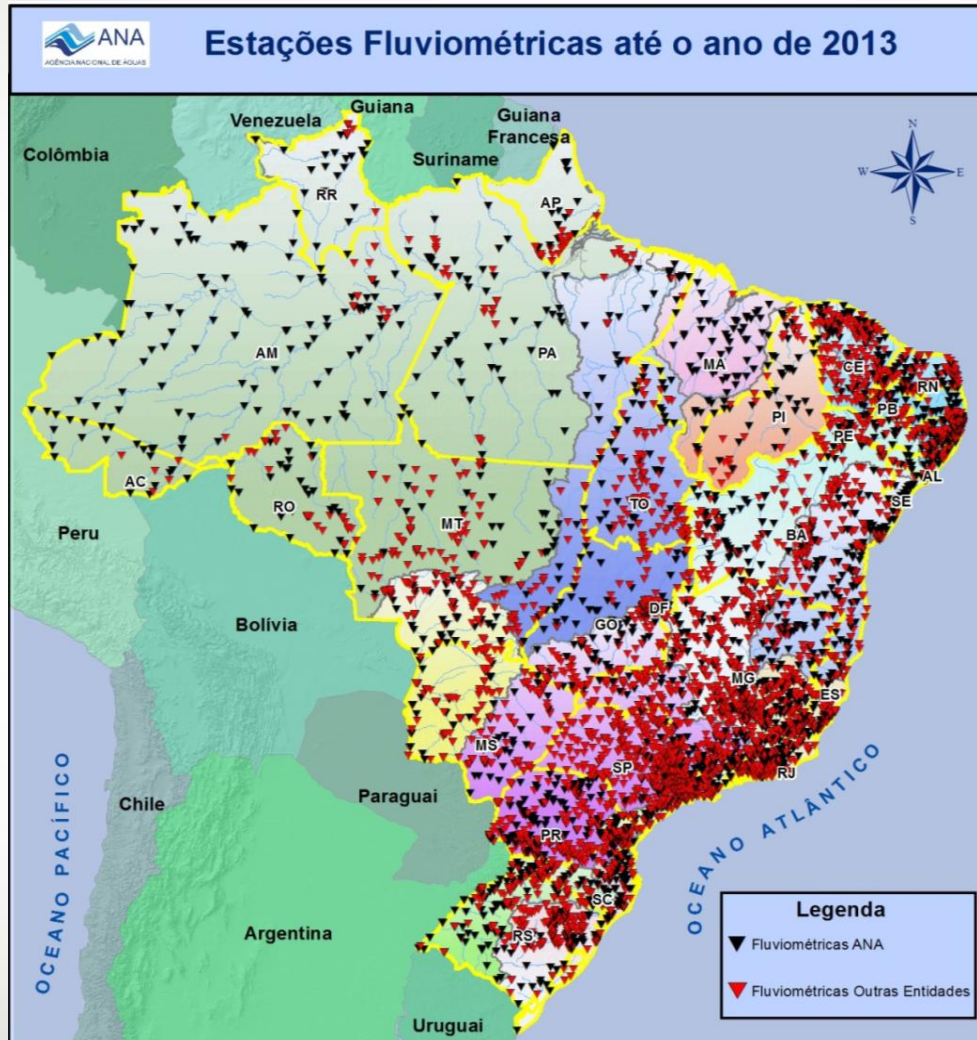 ANA
AGÊNCIA NACIONAL DE ÁGUAS
Estações Fluviométricas até o ano de 2013
Guiana
Venezuela
Guiana
Francesa
Colômbia
Suriname
N
W
E
S
RR
AP
AM
PA
MA
CE
RN
PB
PI
PE
AL
SE
AC
RO
TO
MT
BA
Peru
Bolívia
GO
DF
MG
ES
MS
SP
RJ
OCEANO PACÍFICO
Chile
Paraguai
PR
OCEANO ATLÂNTICO
SC
RS
Argentina
Uruguai
Legenda
Fluviométricas ANA
Fluviométricas Outras Entidades